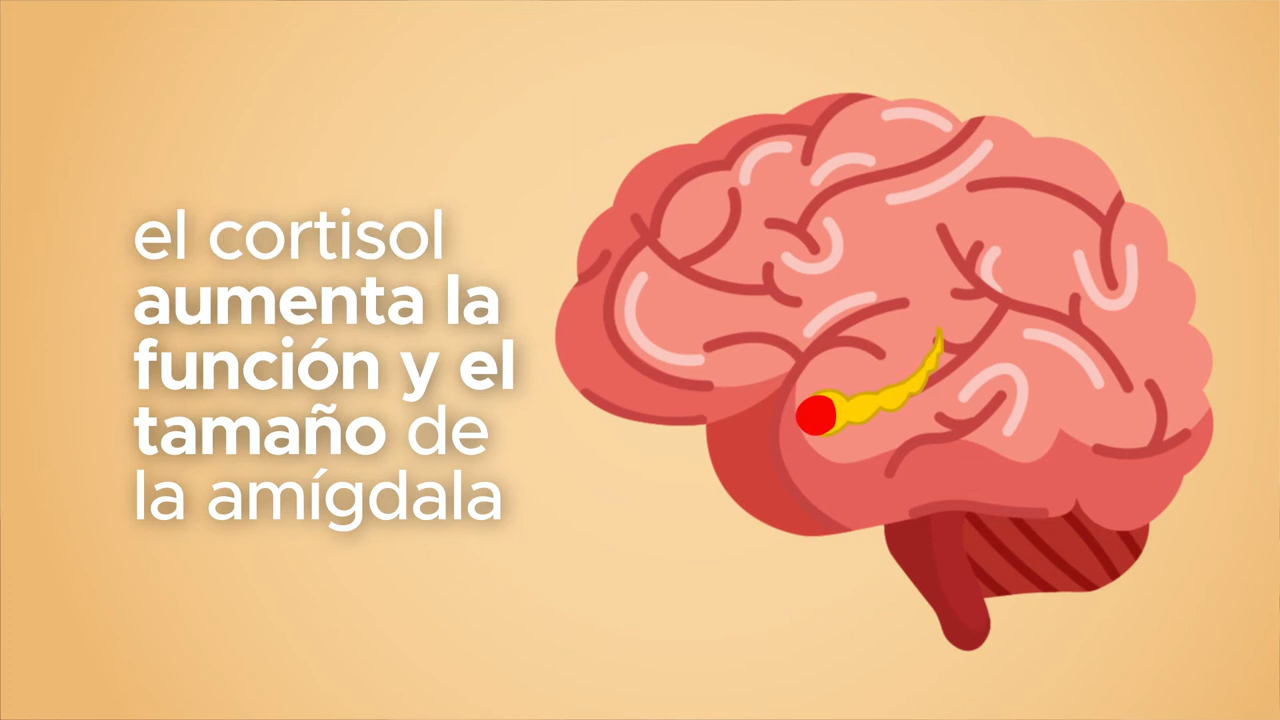 el cortisol
aumenta la
función y el
tamaño de
la amígdala